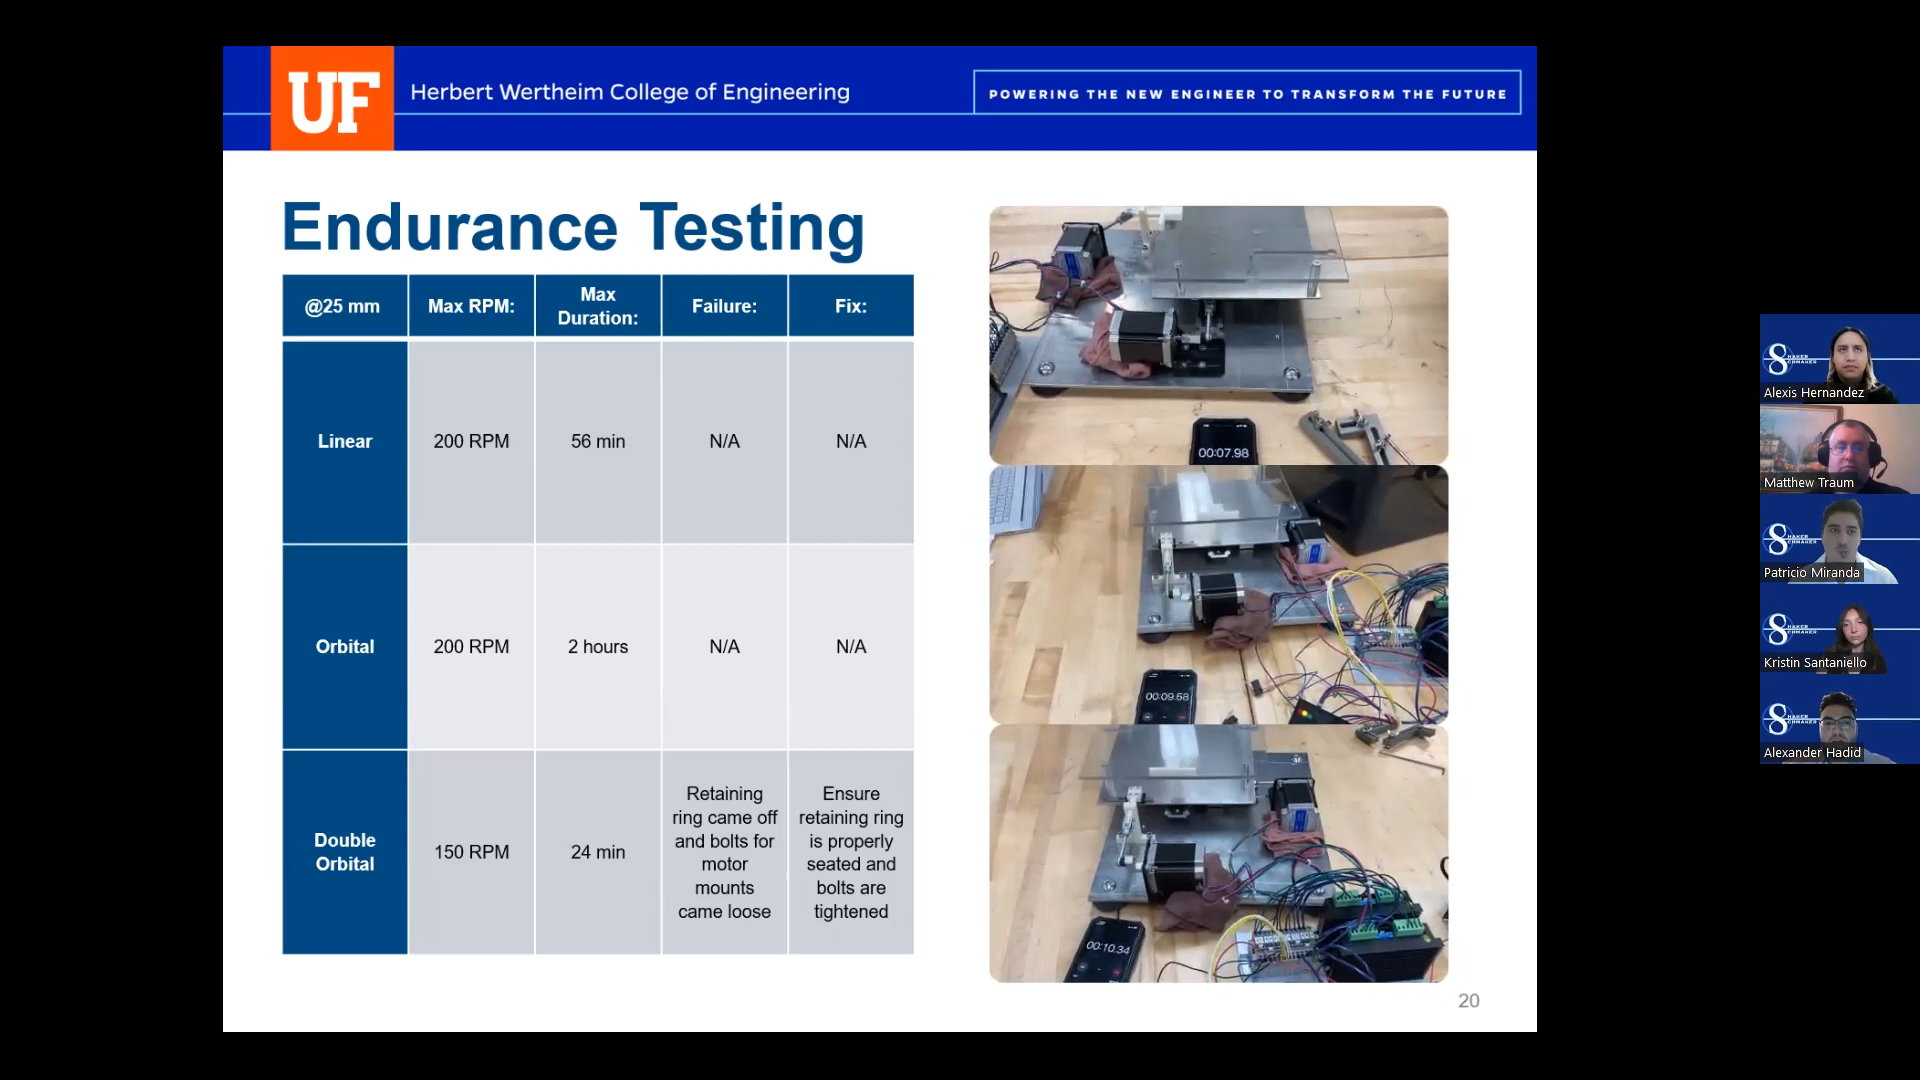 UF
Herbert Wertheim College of Engineering
POWERING THE NEW ENGINEER TO TRANSFORM THE FUTURE
Endurance Testing
@25 mm
Max RPM:
Max
Duration:
Failure:
Fix:
Linear
200 RPM
56 min
N/A
N/A
Orbital
200 RPM
2 hours
N/A
N/A
Double
Orbital
150 RPM
24 min
Retaining
ring came off
and bolts for
motor
mounts
came loose
Ensure
retaining ring
is properly
seated and
bolts are
tightened
00:07.98
00:09.58
00:10.34
20
Alexis Hernandez
Matthew Traum
Patricio Miranda
Kristin Santaniello
Alexander Hadid